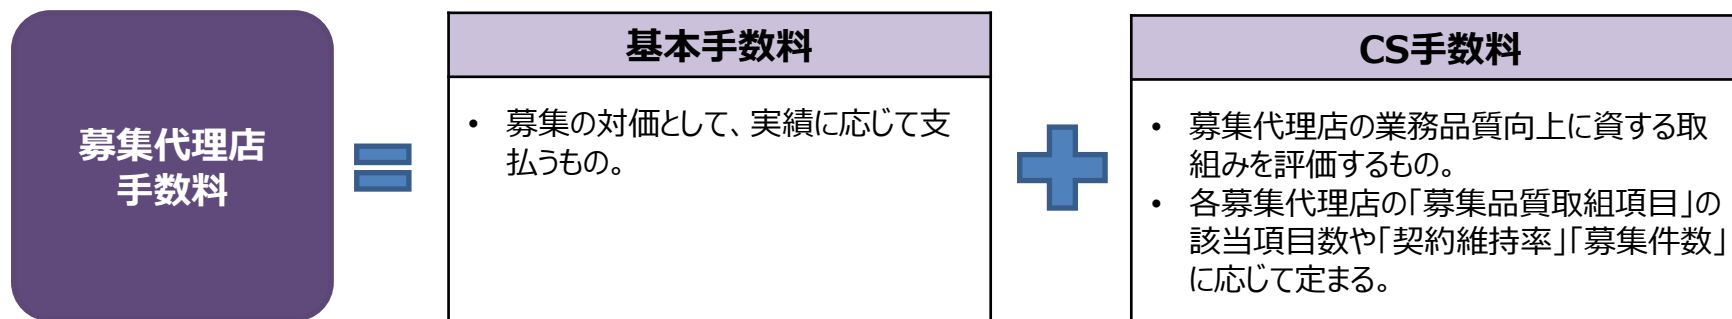 募集代理店
手数料
基本手数料
• 募集の対価として、実績に応じて支
払うもの。
CS手数料
• 募集代理店の業務品質向上に資する取
組みを評価するもの。
• 各募集代理店の「募集品質取組項目」の
該当項目数や「契約維持率」「募集件数」
に応じて定まる。